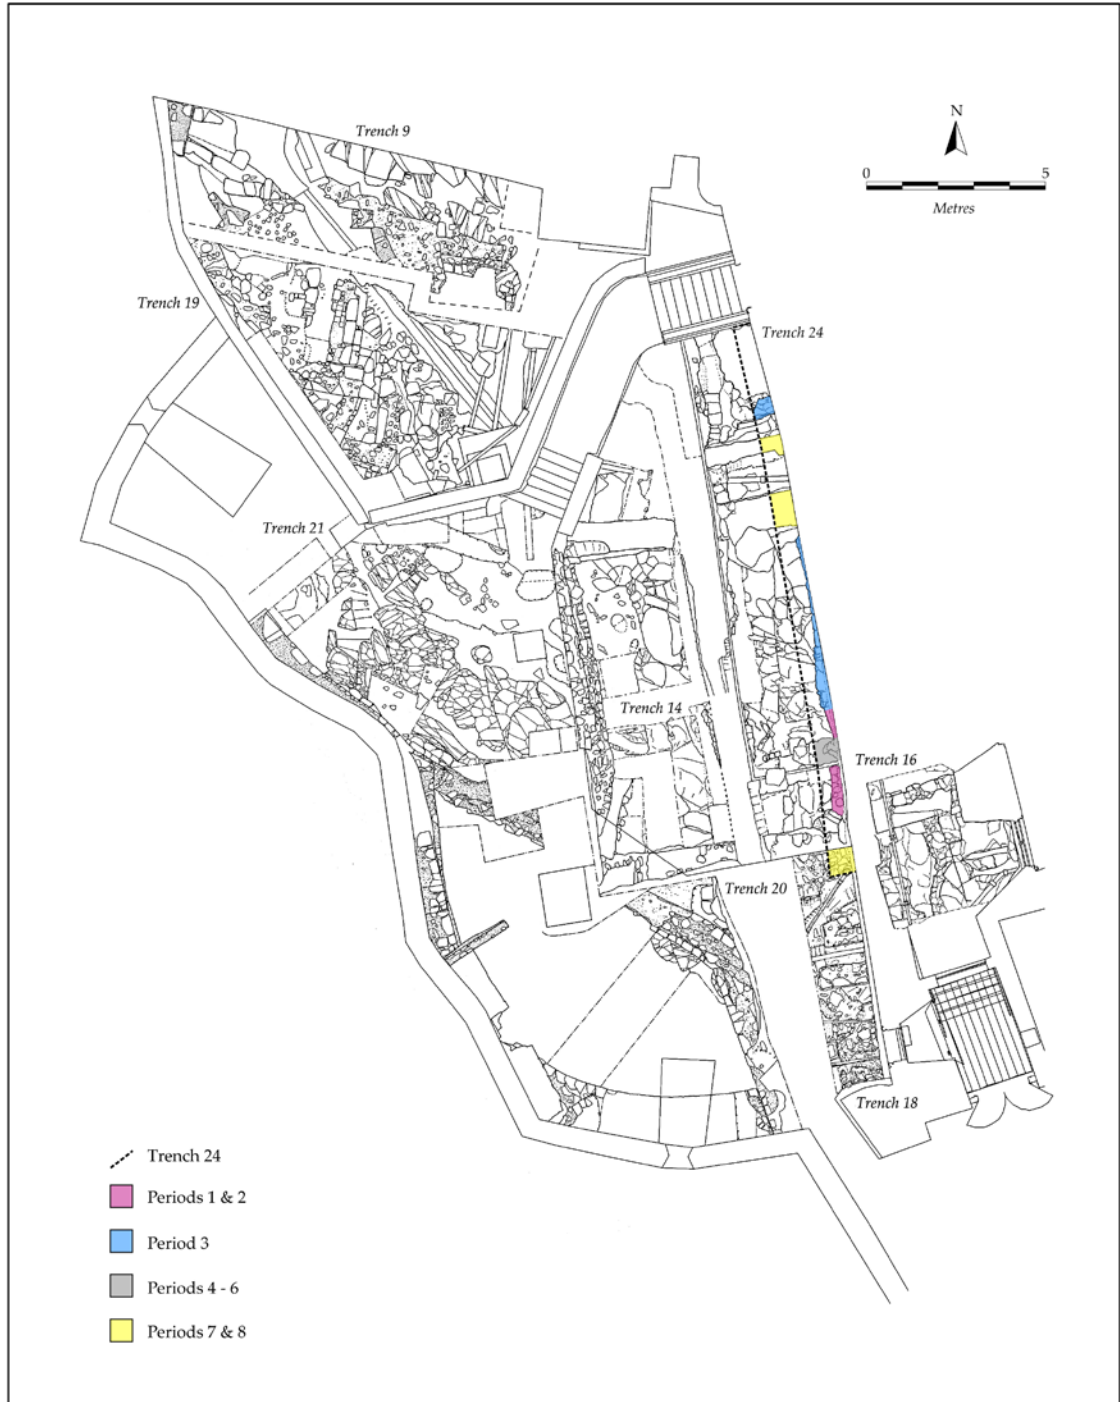 Trench 9
N
0 5
Metres
Trench 19
Trench 24
Trench 21
Trench 14
Trench 16
Trench 20
Trench 18
Trench 24
Periods 1 & 2
Period 3
Periods 4 - 6
Periods 7 & 8